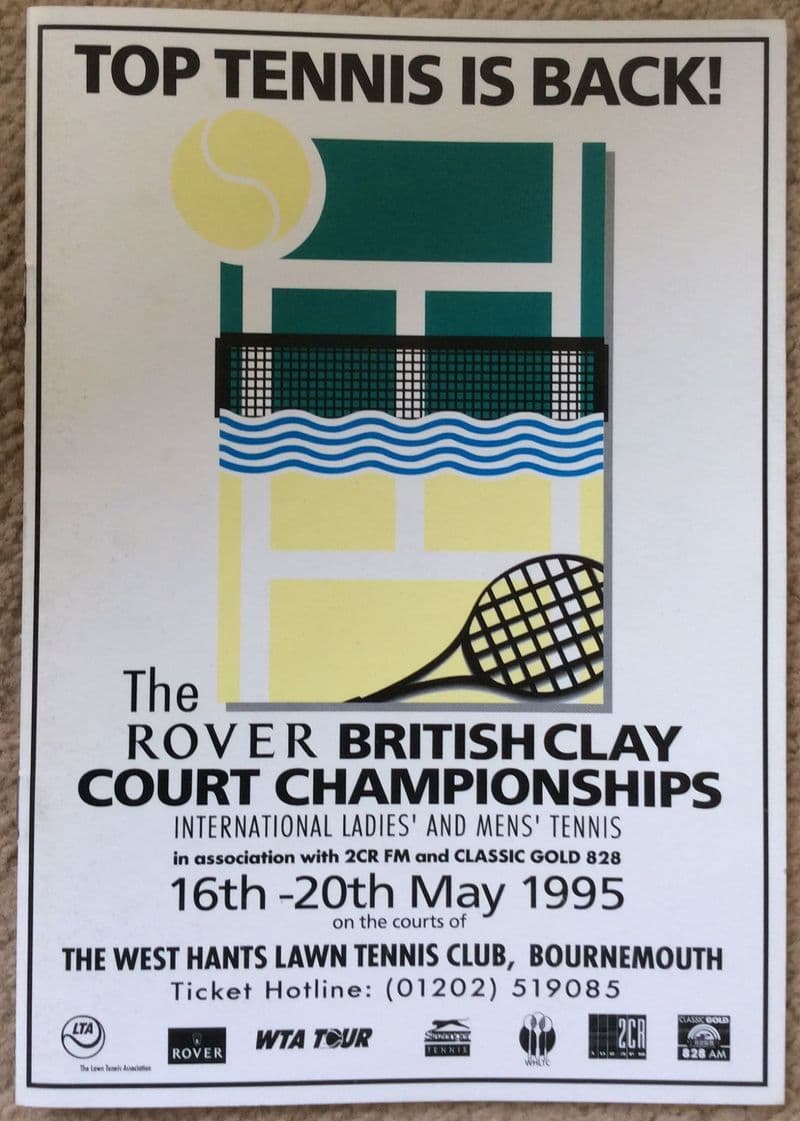 TOP TENNIS IS BACK!
The
ROVER BRITISH CLAY
COURT CHAMPIONSHIPS
INTERNATIONAL LADIES' AND MENS' TENNIS
in association with 2CR FM and CLASSIC GOLD 828
16th -20th May 1995
on the courts of
THE WEST HANTS LAWN TENNIS CLUB, BOURNEMOUTH
Ticket Hotline: (01202) 519085
LTA
The Lawn Tennis Association
ROVER
WTA TOUR
Slazenger
TENNIS
WHLTC
2CR
CLASSIC GOLD
828 AM